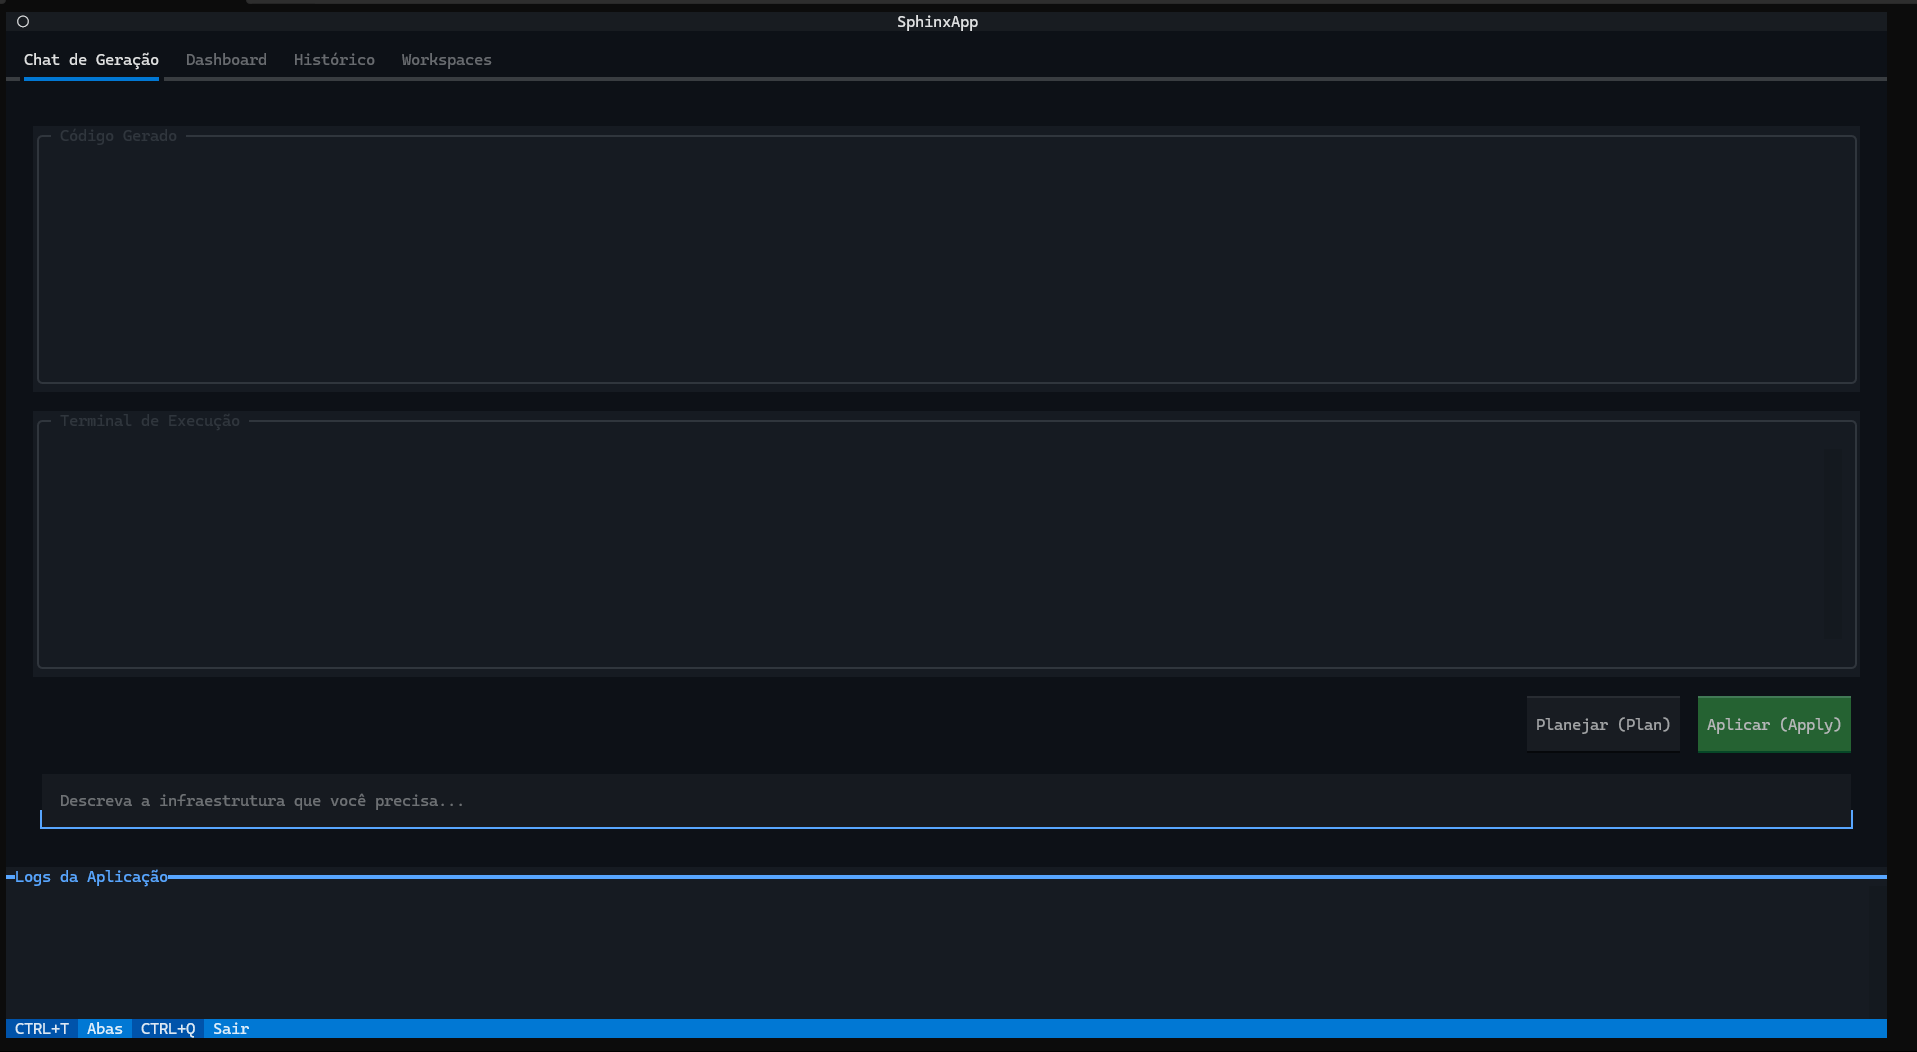 SphinxApp
Chat de Geração Dashboard Histórico Workspaces
Código Gerado
Terminal de Execução
Planejar (Plan) Aplicar (Apply)
Descreva a infraestrutura que você precisa...
Logs da Aplicação
CTRL+T Abas CTRL+Q Sair